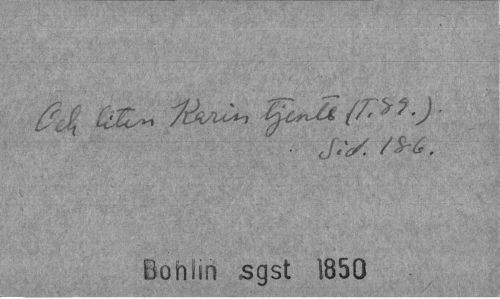 Och liten Karin tjente (T.89.).
Sid. 186.
Bohlin sgst 1850